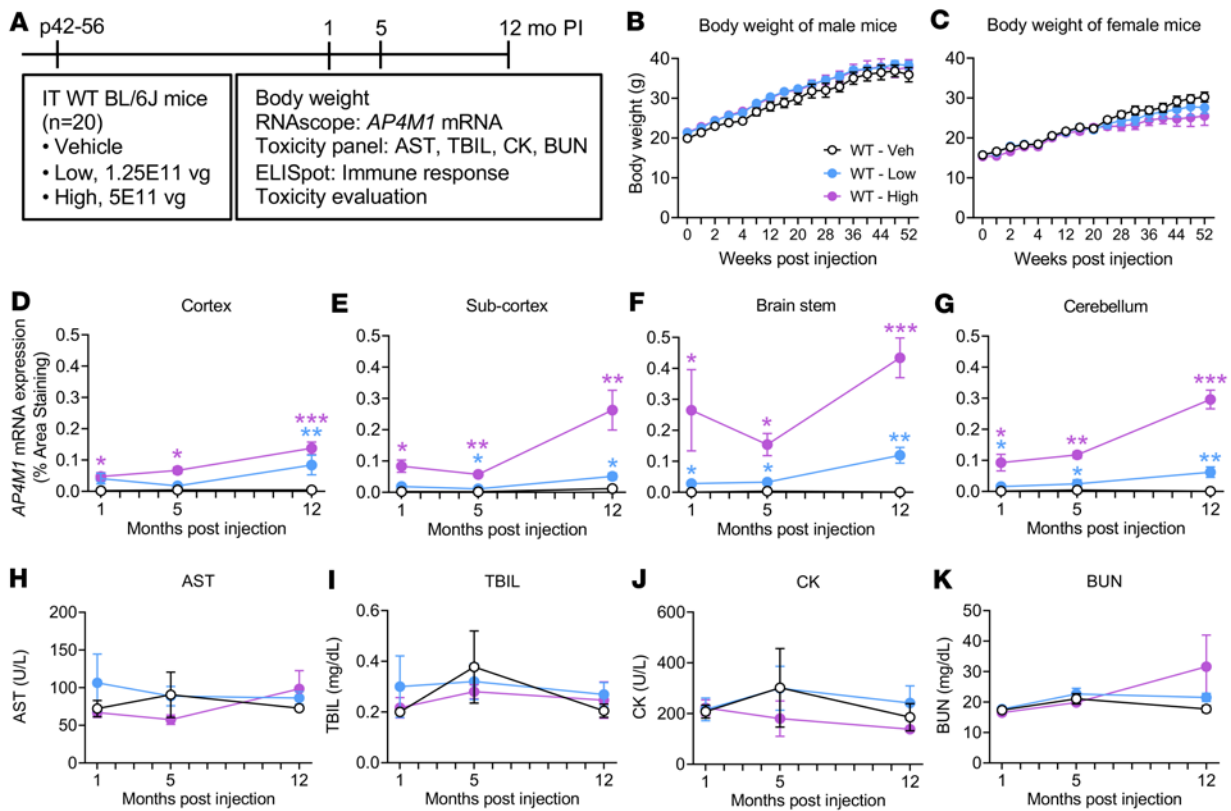 A
p42-56 1 5 12 mo PI
IT WT BL/6J mice
(n=20)
• Vehicle
• Low, 1.25E11 vg
• High, 5E11 vg
Body weight
RNAscope: AP4M1 mRNA
Toxicity panel: AST, TBIL, CK, BUN
ELISpot: Immune response
Toxicity evaluation
B Body weight of male mice
Body weight (g)
40
30
20
10
WT - Veh
WT - Low
WT - High
0 2 4 12 20 28 36 44 52
Weeks post injection
C Body weight of female mice
40
30
20
10
0 2 4 12 20 28 36 44 52
Weeks post injection
D Cortex
AP4M1 mRNA expression
(% Area Staining)
0.5
0.4
0.3
0.2
0.1
0.0
* * *** **
1 5 12
Months post injection
E Sub-cortex
0.5
0.4
0.3
0.2
0.1
0.0
* ** * ** *
1 5 12
Months post injection
F Brain stem
0.5
0.4
0.3
0.2
0.1
0.0
* * * * *** **
1 5 12
Months post injection
G Cerebellum
0.5
0.4
0.3
0.2
0.1
0.0
* * ** * *** **
1 5 12
Months post injection
H AST
AST (U/L)
200
150
100
50
0
1 5 12
Months post injection
I TBIL
TBIL (mg/dL)
0.6
0.4
0.2
0.0
1 5 12
Months post injection
J CK
CK (U/L)
600
400
200
0
1 5 12
Months post injection
K BUN
BUN (mg/dL)
50
40
30
20
10
0
1 5 12
Months post injection